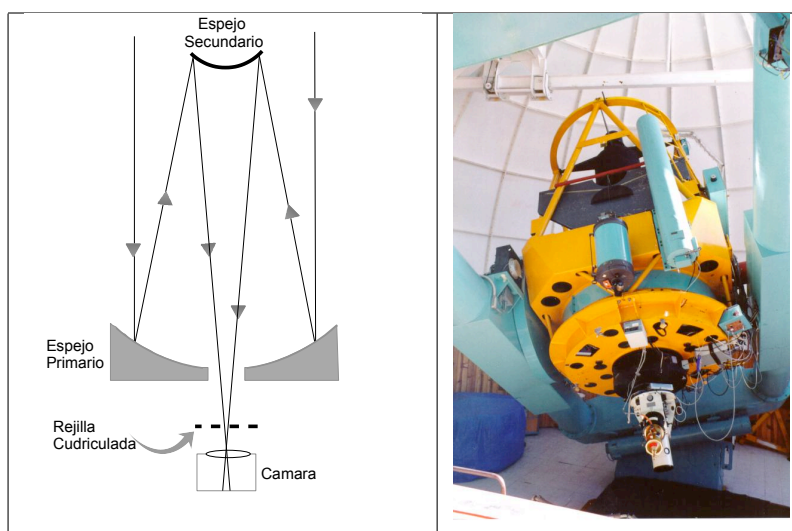 Espejo
Secundario
Espejo
Primario
Rejilla
Cudriculada
Camara